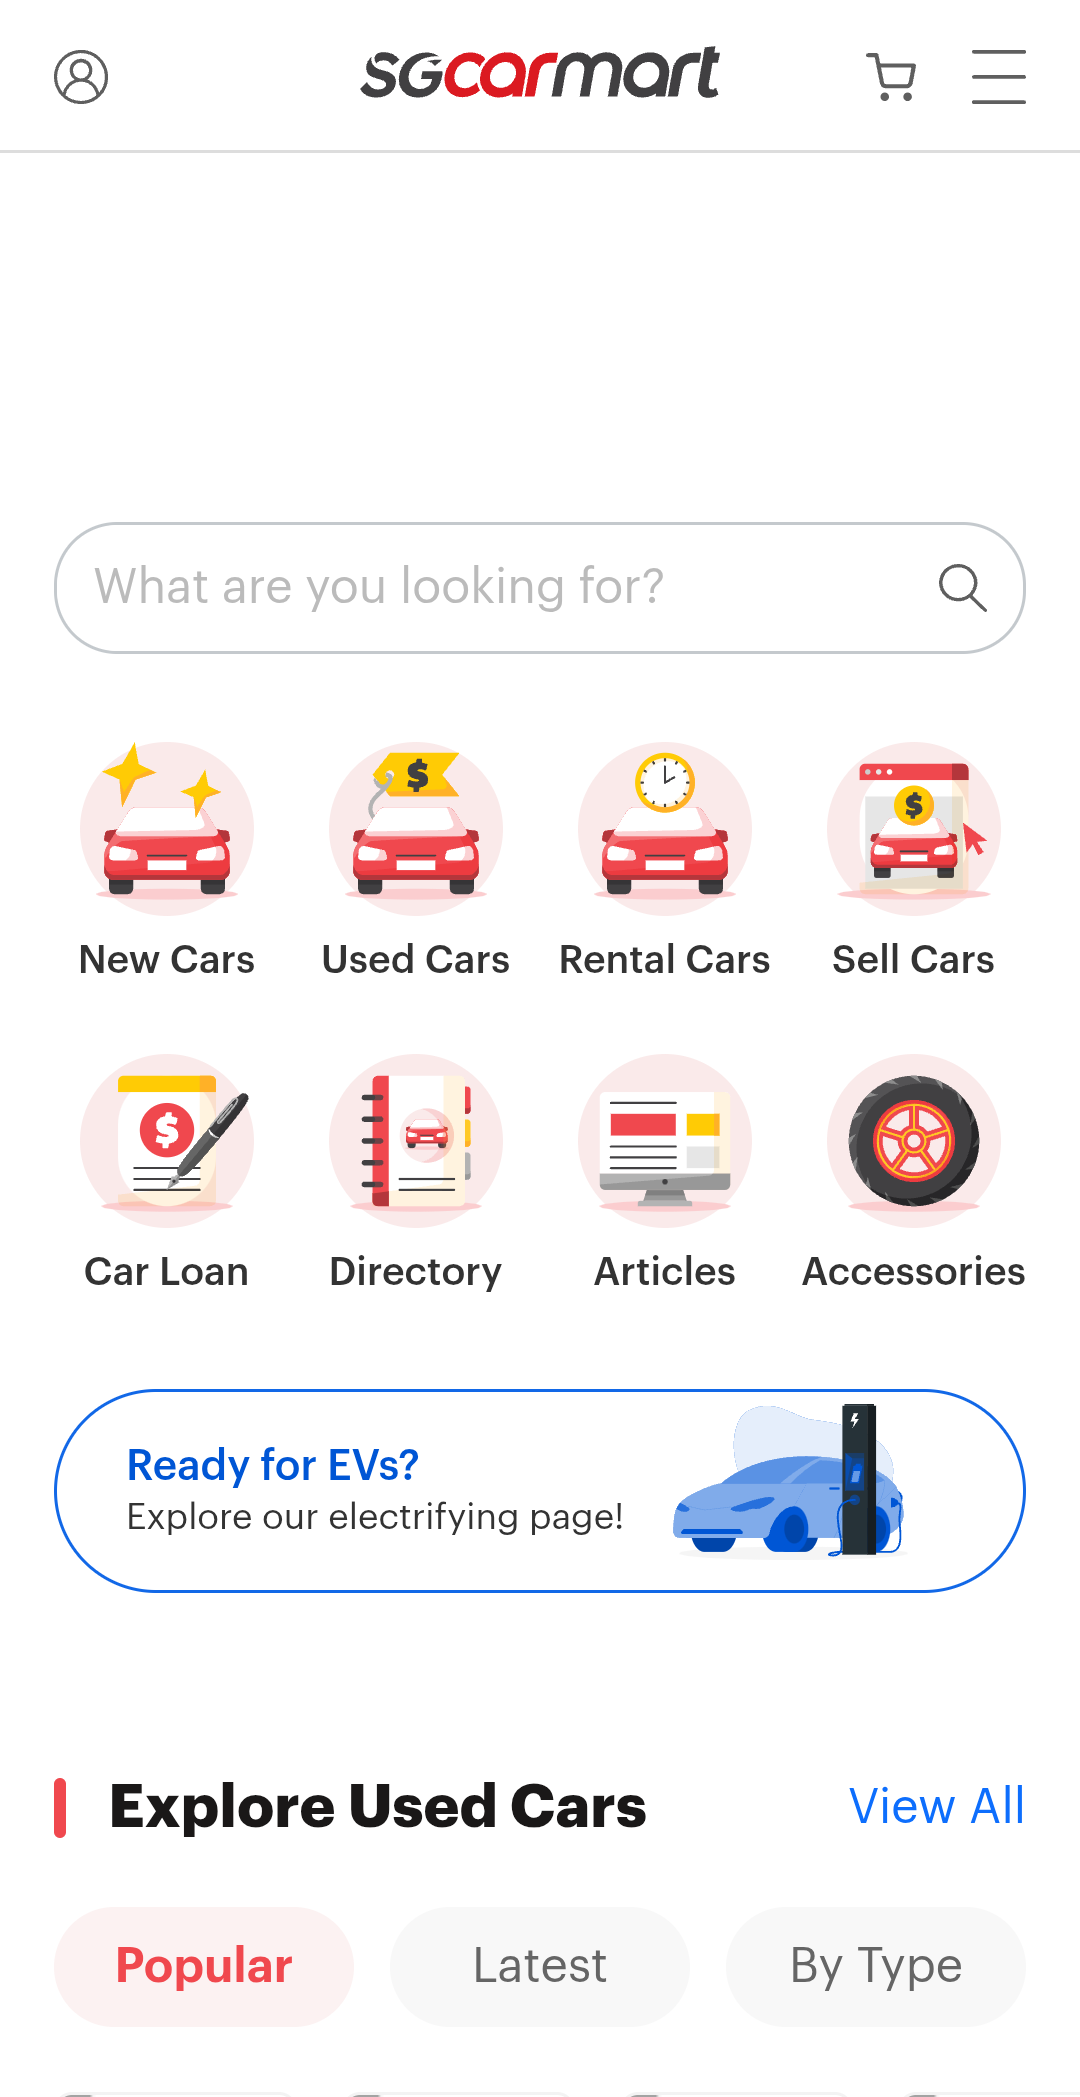 sgcarmart
What are you looking for?
New Cars
Used Cars
Rental Cars
Sell Cars
Car Loan
Directory
Articles
Accessories
Ready for EVs?
Explore our electrifying page!
Explore Used Cars
View All
Popular
Latest
By Type